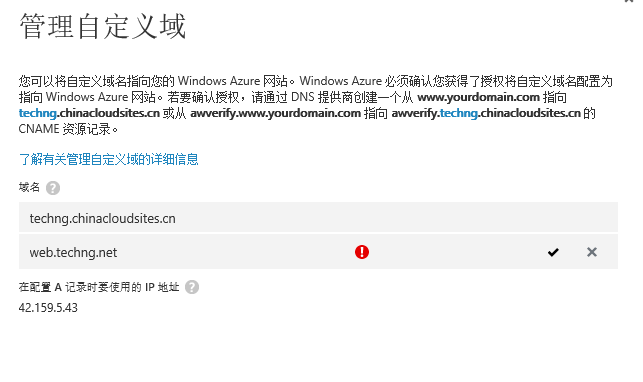 管理自定义域
您可以将自定义域名指向您的 Windows Azure 网站。Windows Azure 必须确认您获得了授权将自定义域名配置为
指向 Windows Azure 网站。若要确认授权，请通过 DNS 提供商创建一个从 www.yourdomain.com 指向
techng.chinacloudsites.cn 或从 awverify.www.yourdomain.com 指向 awverify.techng.chinacloudsites.cn 的
CNAME 资源记录。
了解有关管理自定义域的详细信息
域名 ?
techng.chinacloudsites.cn
web.techng.net !
在配置 A 记录时要使用的 IP 地址 ?
42.159.5.43